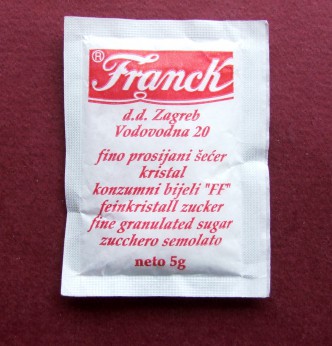 ® Franck
d.d. Zagreb
Vodovodna 20
fino prosijani šećer
kristal
konzumni bijeli "FF"
feinkristall zucker
fine granulated sugar
zucchero semolato
neto 5g